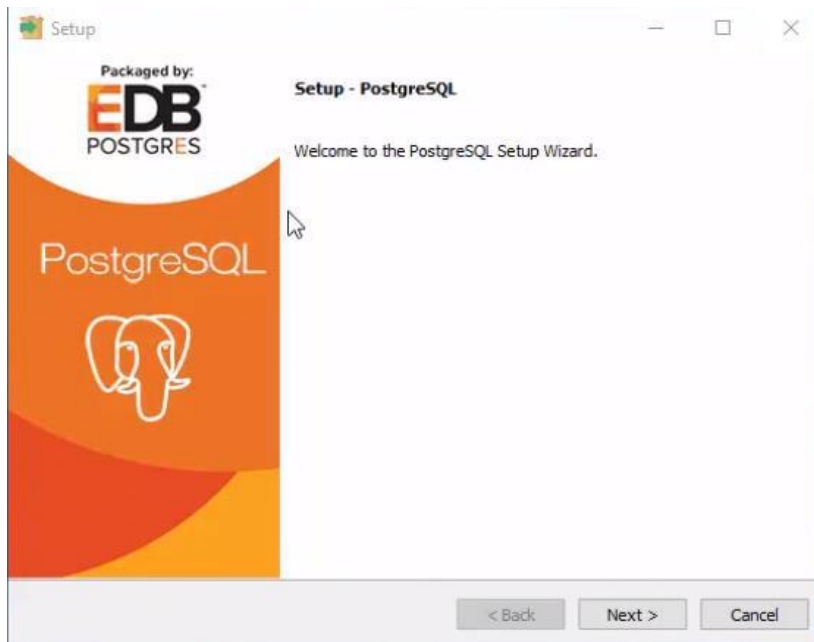 Setup
Packaged by:
EDB
POSTGRES
Setup - PostgreSQL
Welcome to the PostgreSQL Setup Wizard.
PostgreSQL
< Back
Next >
Cancel